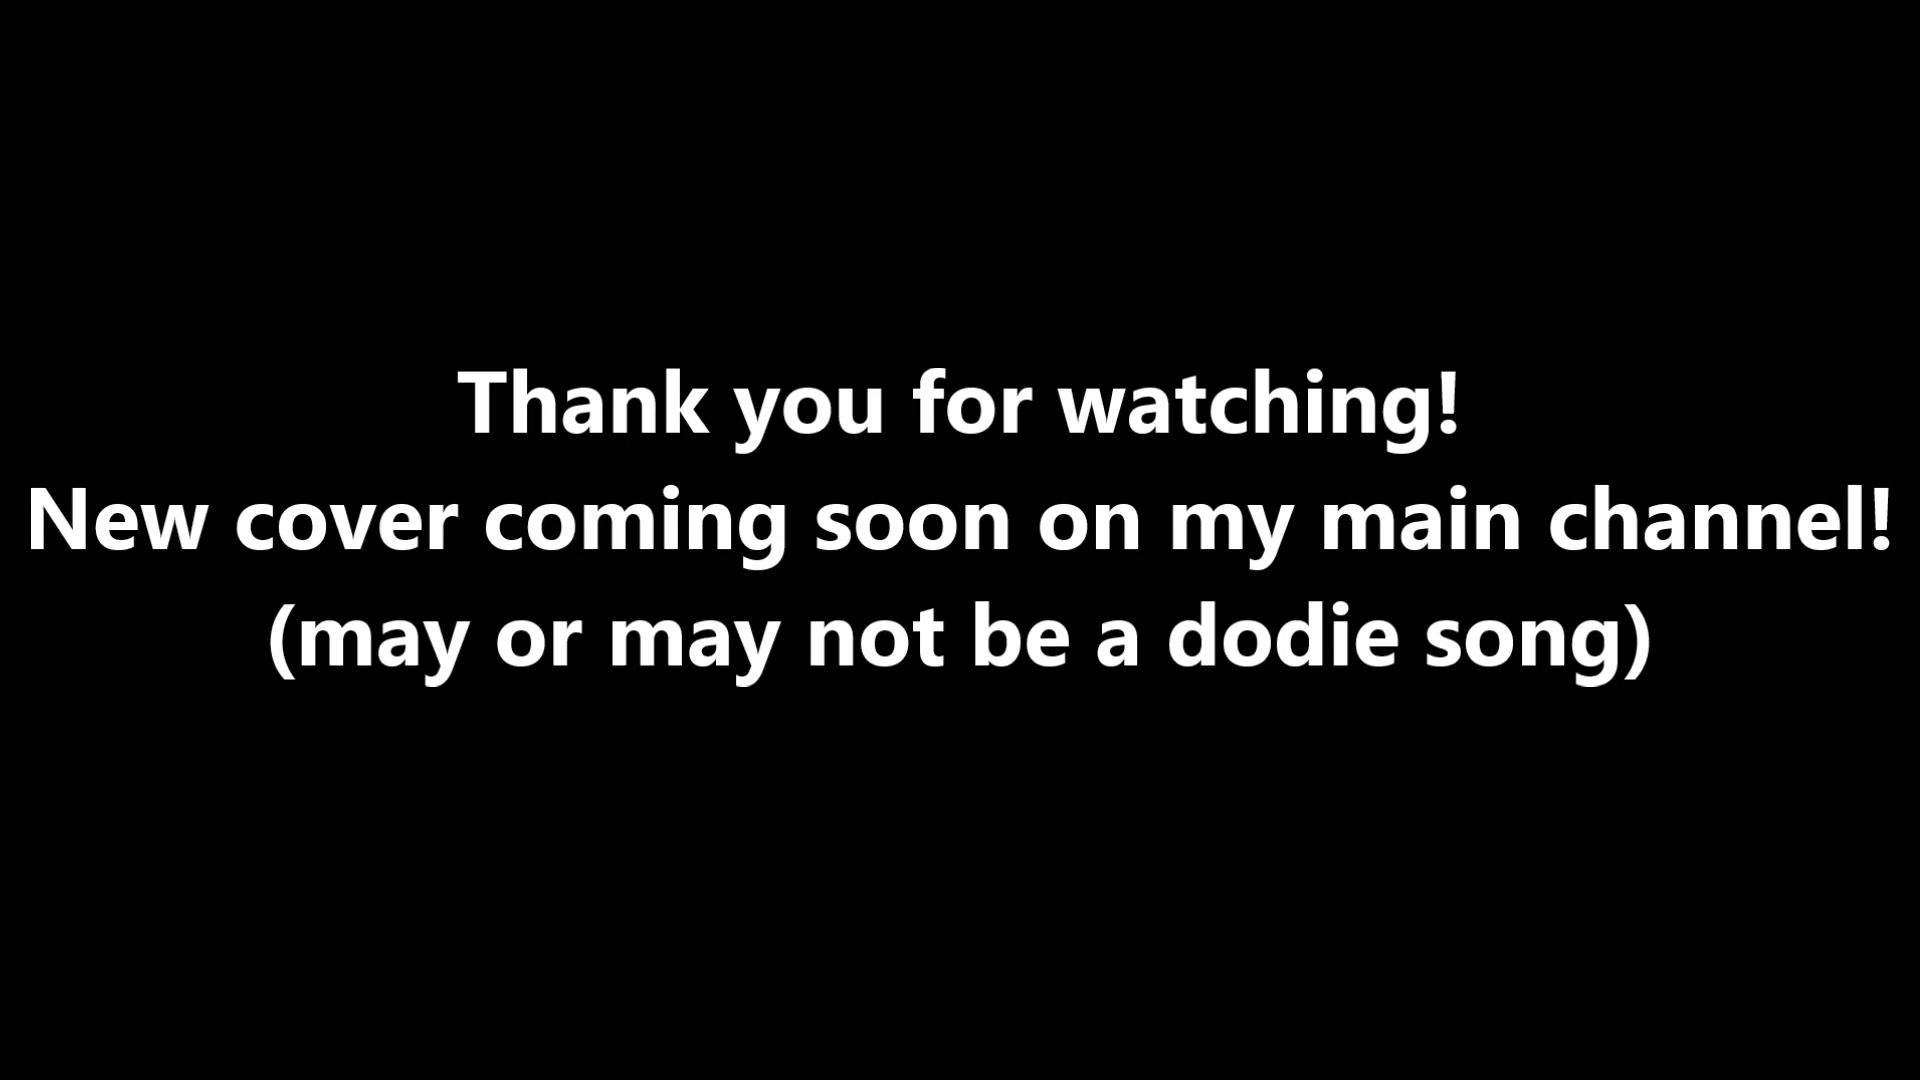 Thank you for watching!
New cover coming soon on my main channel!
(may or may not be a dodie song)